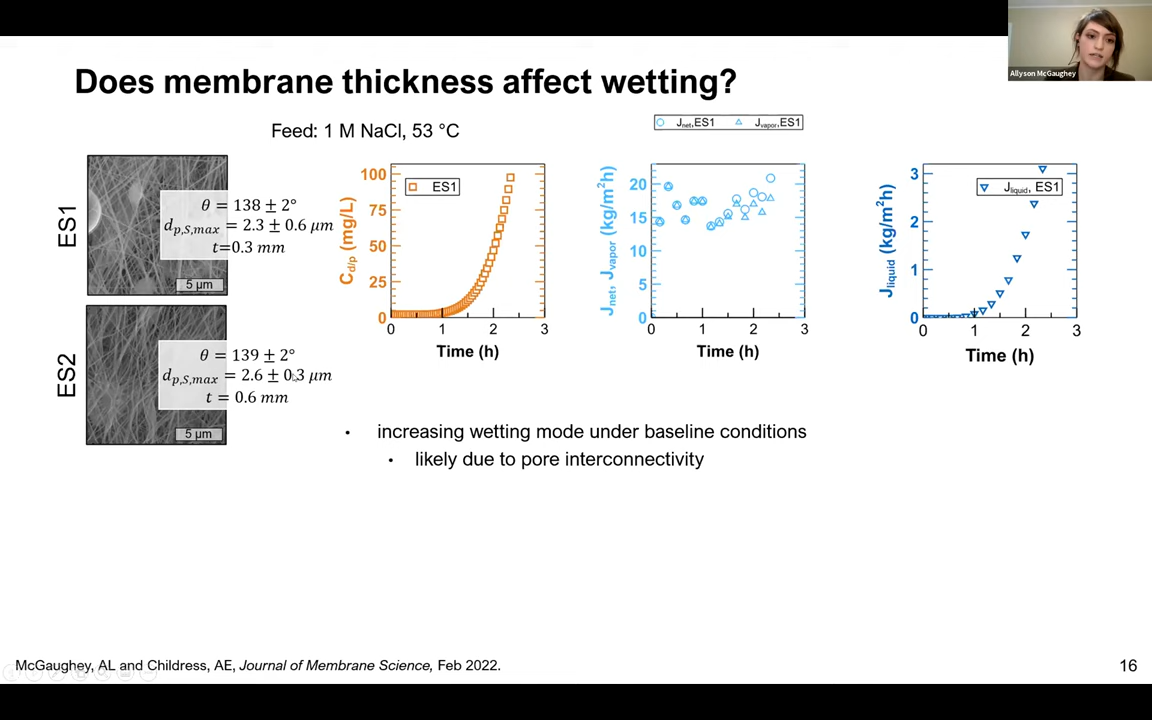 Allyson McGaughey
Does membrane thickness affect wetting?
Feed: 1 M NaCl, 53 °C
ES1
θ = 138 ± 2°
d_p,S,max = 2.3 ± 0.6 μm
t=0.3 mm
5 μm
ES2
θ = 139 ± 2°
d_p,S,max = 2.6 ± 0.3 μm
t = 0.6 mm
5 μm
C_d/p (mg/L)
100
75
50
25
0
ES1
0 1 2 3
Time (h)
J_net,ES1 J_vapor,ES1
J_net, J_vapor (kg/m²h)
20
15
10
5
0
0 1 2 3
Time (h)
J_liquid (kg/m²h)
3
2
1
0
J_liquid, ES1
0 1 2 3
Time (h)
• increasing wetting mode under baseline conditions
• likely due to pore interconnectivity
McGaughey, AL and Childress, AE, Journal of Membrane Science, Feb 2022.
16